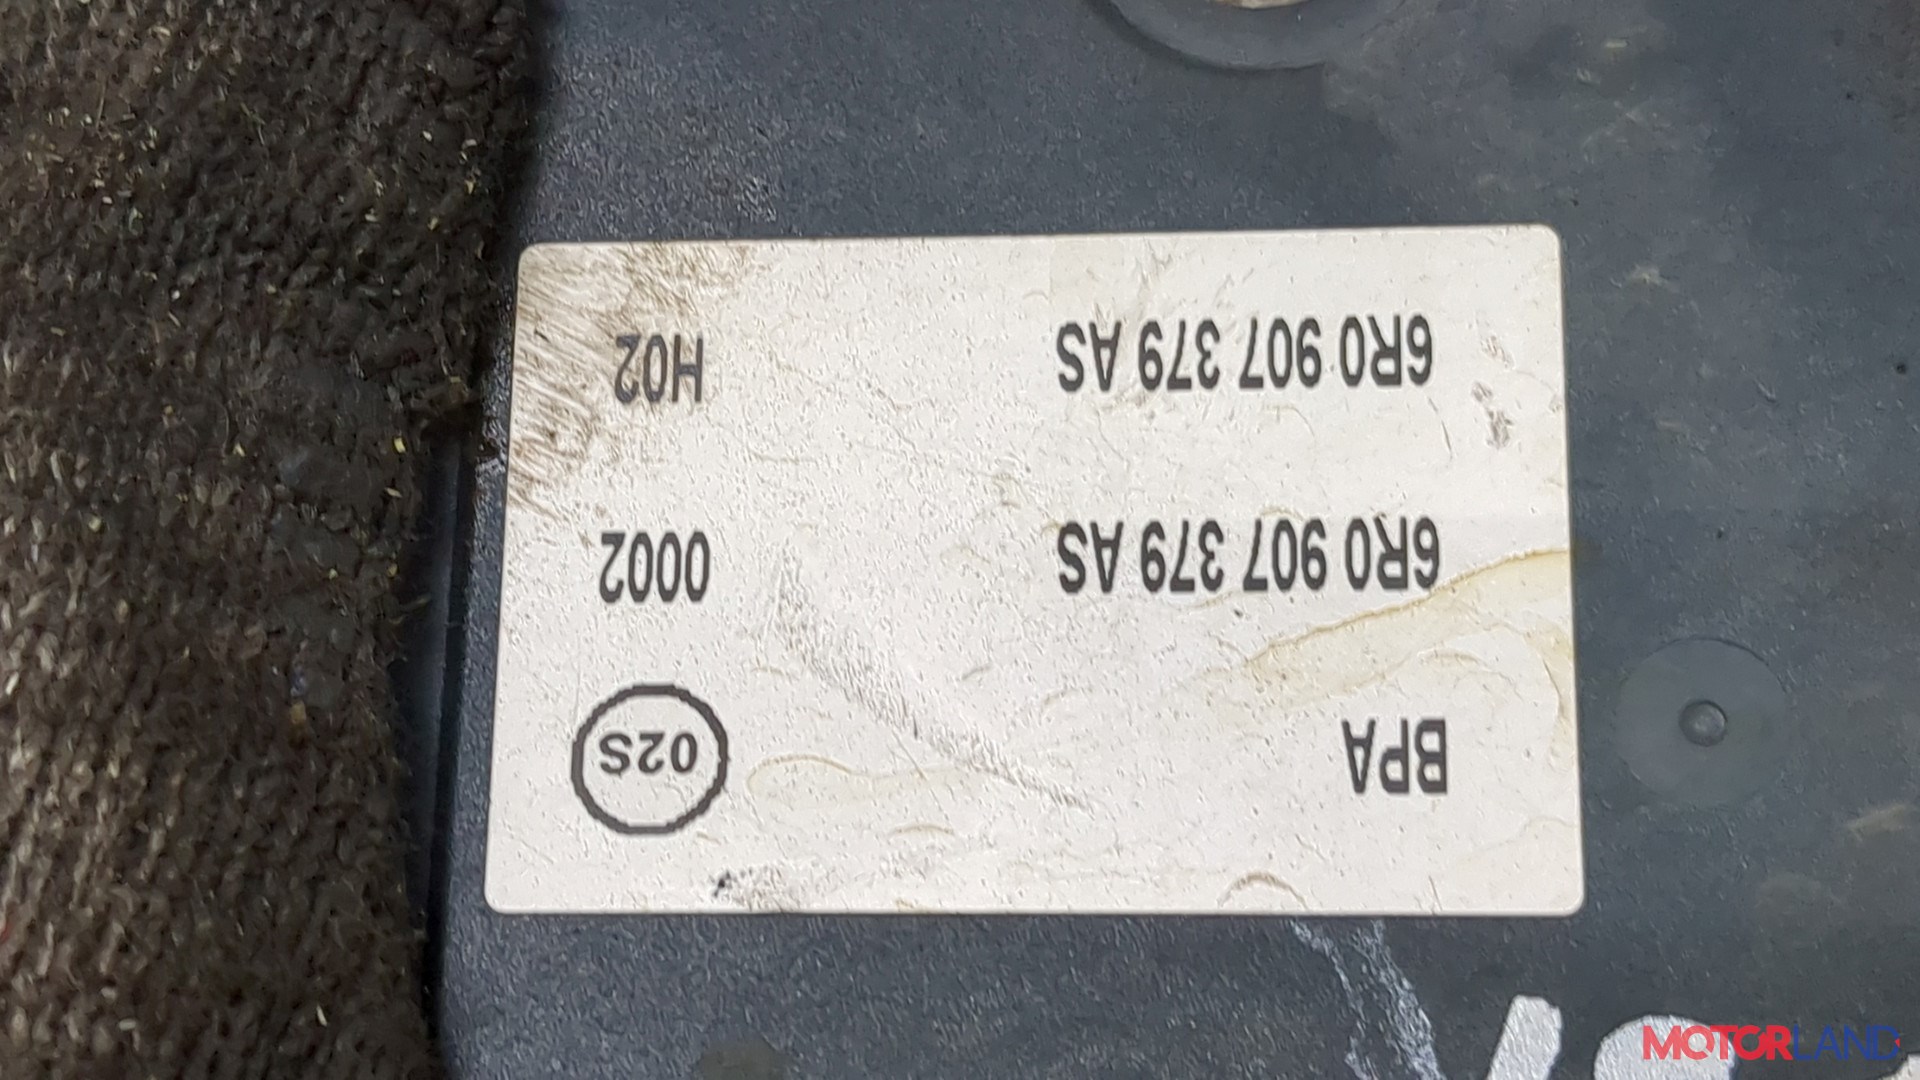 BPA 02S
6R0 907 379 AS 0002
6R0 907 379 AS H02
MOTORLAND